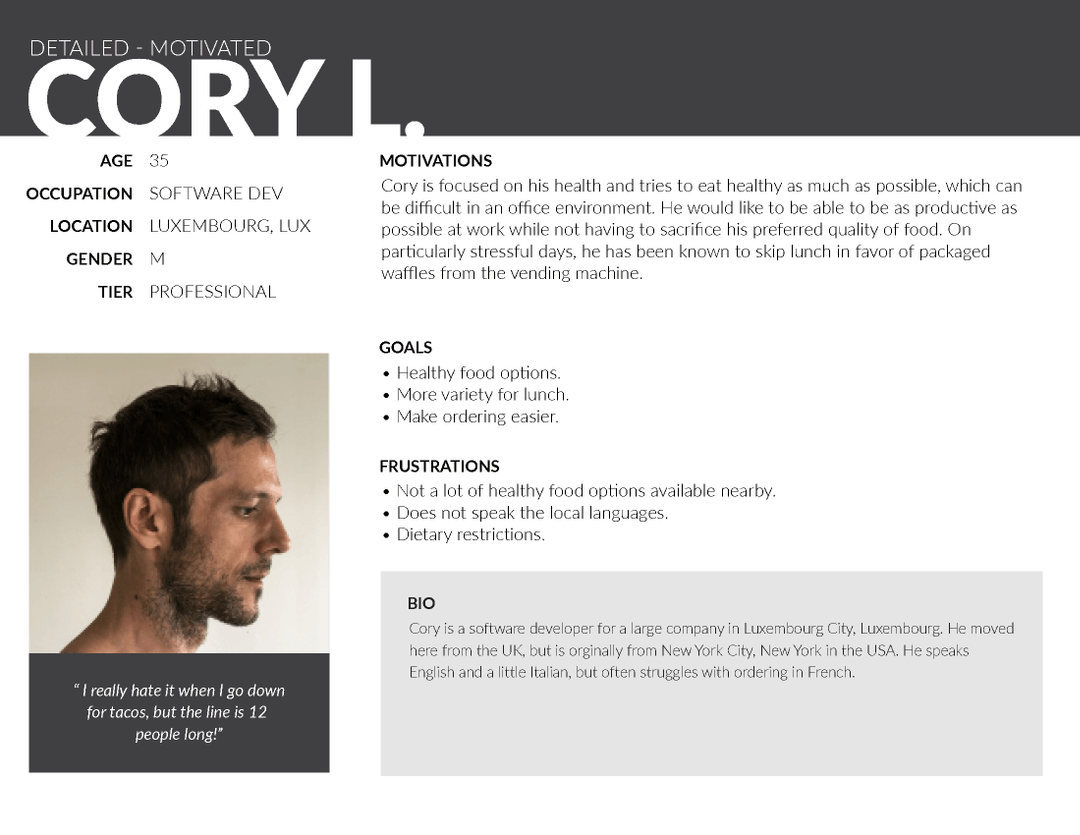 DETAILED - MOTIVATED
CORY L.
AGE 35
OCCUPATION SOFTWARE DEV
LOCATION LUXEMBOURG, LUX
GENDER M
TIER PROFESSIONAL
“ I really hate it when I go down
for tacos, but the line is 12
people long!”
MOTIVATIONS
Cory is focused on his health and tries to eat healthy as much as possible, which can
be difficult in an office environment. He would like to be able to be as productive as
possible at work while not having to sacrifice his preferred quality of food. On
particularly stressful days, he has been known to skip lunch in favor of packaged
waffles from the vending machine.
GOALS
• Healthy food options.
• More variety for lunch.
• Make ordering easier.
FRUSTRATIONS
• Not a lot of healthy food options available nearby.
• Does not speak the local languages.
• Dietary restrictions.
BIO
Cory is a software developer for a large company in Luxembourg City, Luxembourg. He moved
here from the UK, but is orginally from New York City, New York in the USA. He speaks
English and a little Italian, but often struggles with ordering in French.